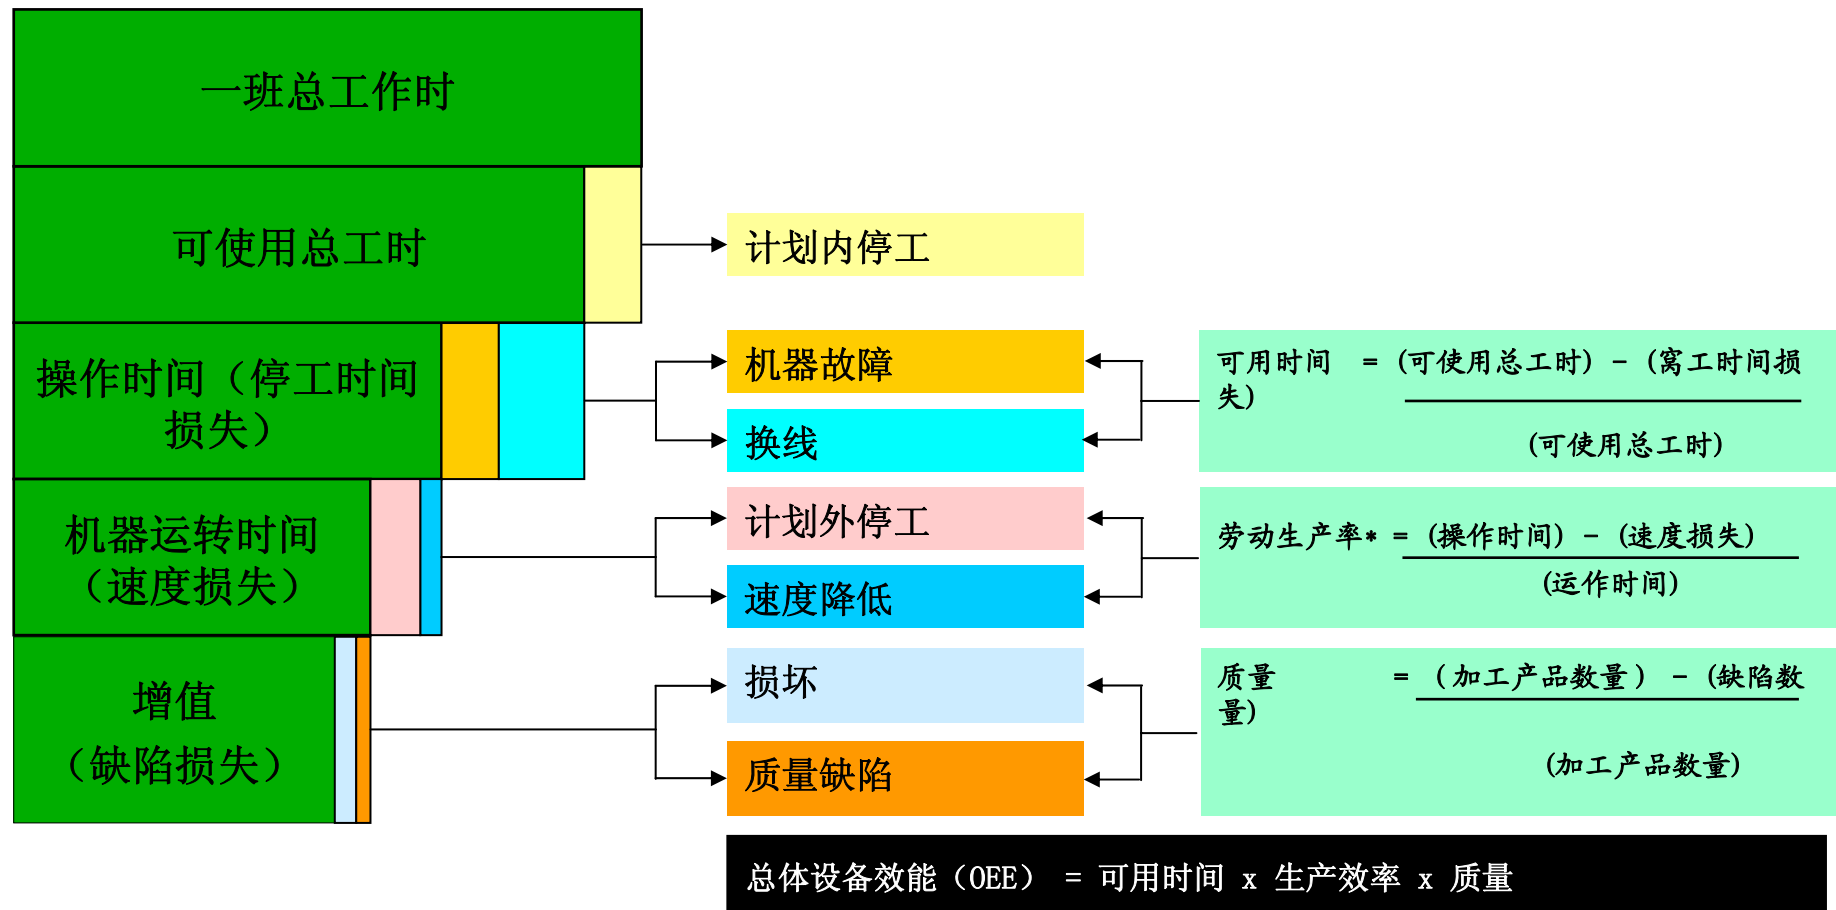 一班总工作时
可使用总工时
计划内停工
操作时间（停工时间
损失）
机器故障
换线
可用时间 = (可使用总工时) - (窝工时间损
失)
(可使用总工时)
机器运转时间
（速度损失）
计划外停工
速度降低
劳动生产率* = (操作时间) - (速度损失)
(运作时间)
增值
（缺陷损失）
损坏
质量缺陷
质量 = （加工产品数量） - (缺陷数
量)
(加工产品数量)
总体设备效能（OEE） = 可用时间 x 生产效率 x 质量